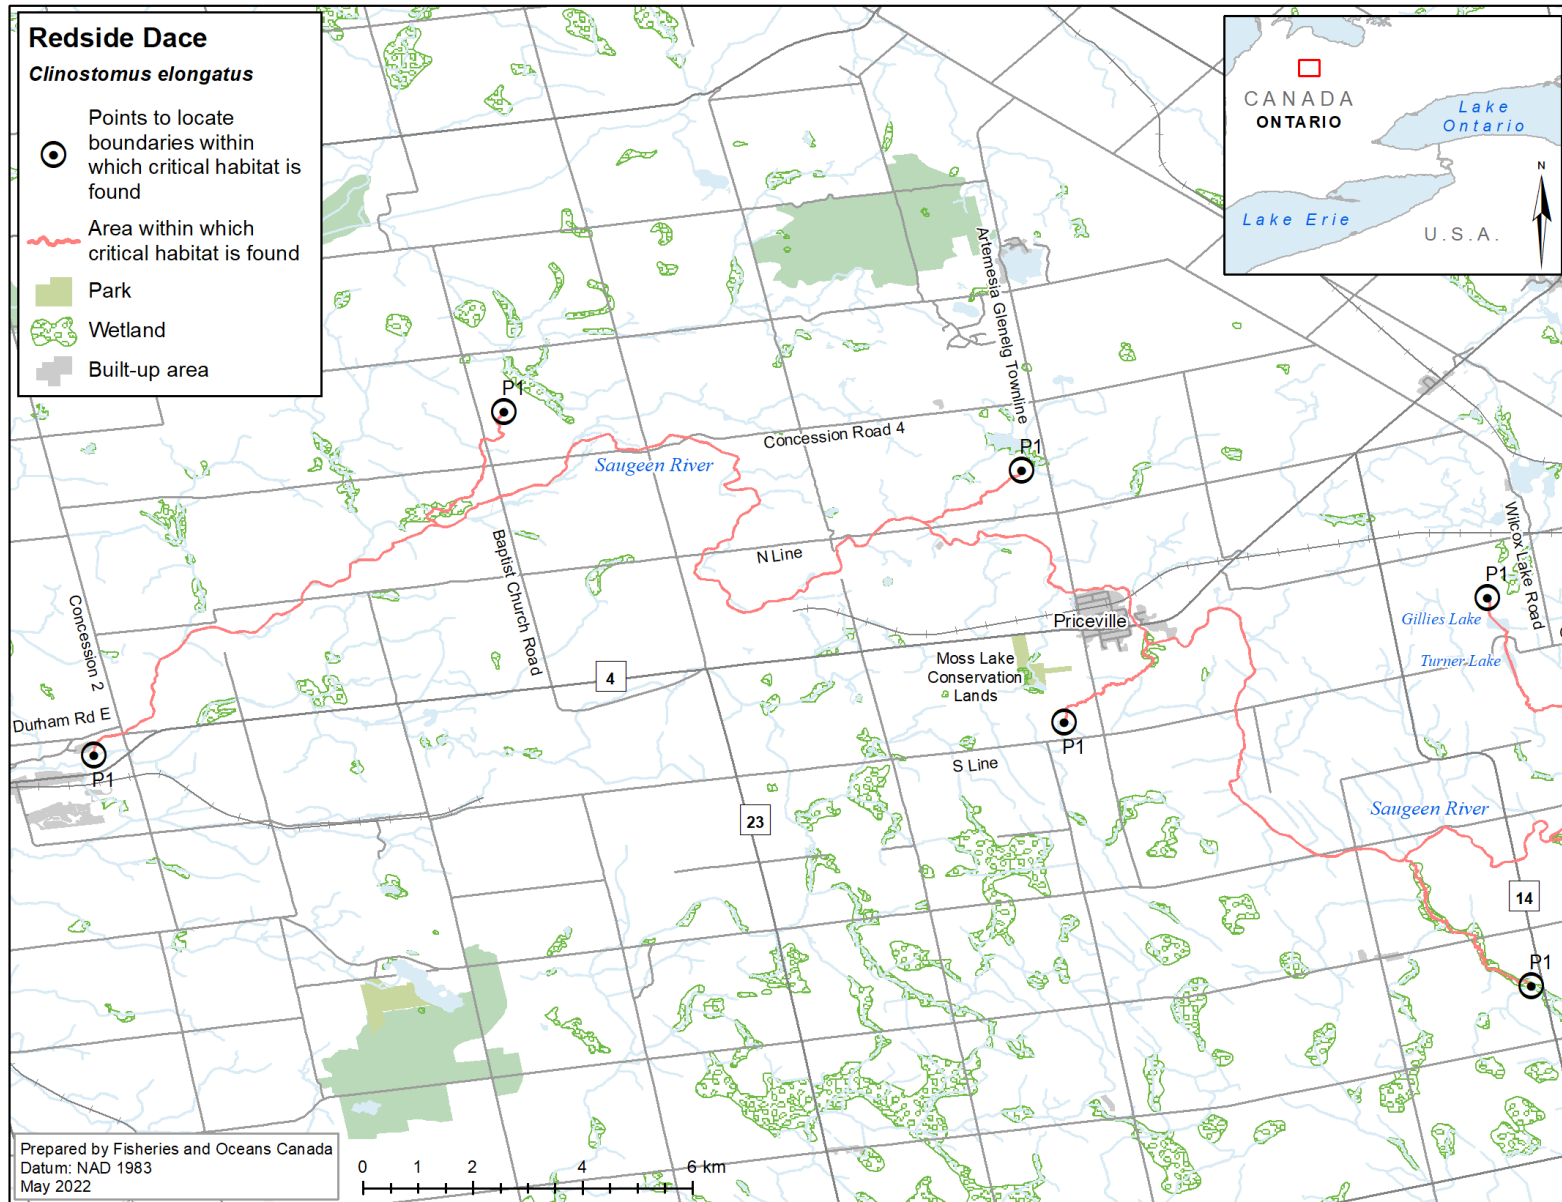 Redside Dace
Clinostomus elongatus
Points to locate
boundaries within
which critical habitat is
found
Area within which
critical habitat is found
Park
Wetland
Built-up area
CANADA
ONTARIO
Lake
Ontario
Lake Erie
U.S.A.
N
Artemesia Glenelg Townline
P1
Concession Road 4
P1
Saugeen River
Wilcox Lake Road
Baptist Church Road
N Line
P1
Concession 2
Priceville
Gillies Lake
Moss Lake
Conservation
Lands
Turner Lake
4
Durham Rd E
P1
P1
S Line
23
Saugeen River
14
P1
Prepared by Fisheries and Oceans Canada
Datum: NAD 1983
May 2022
0 1 2 4 6 km